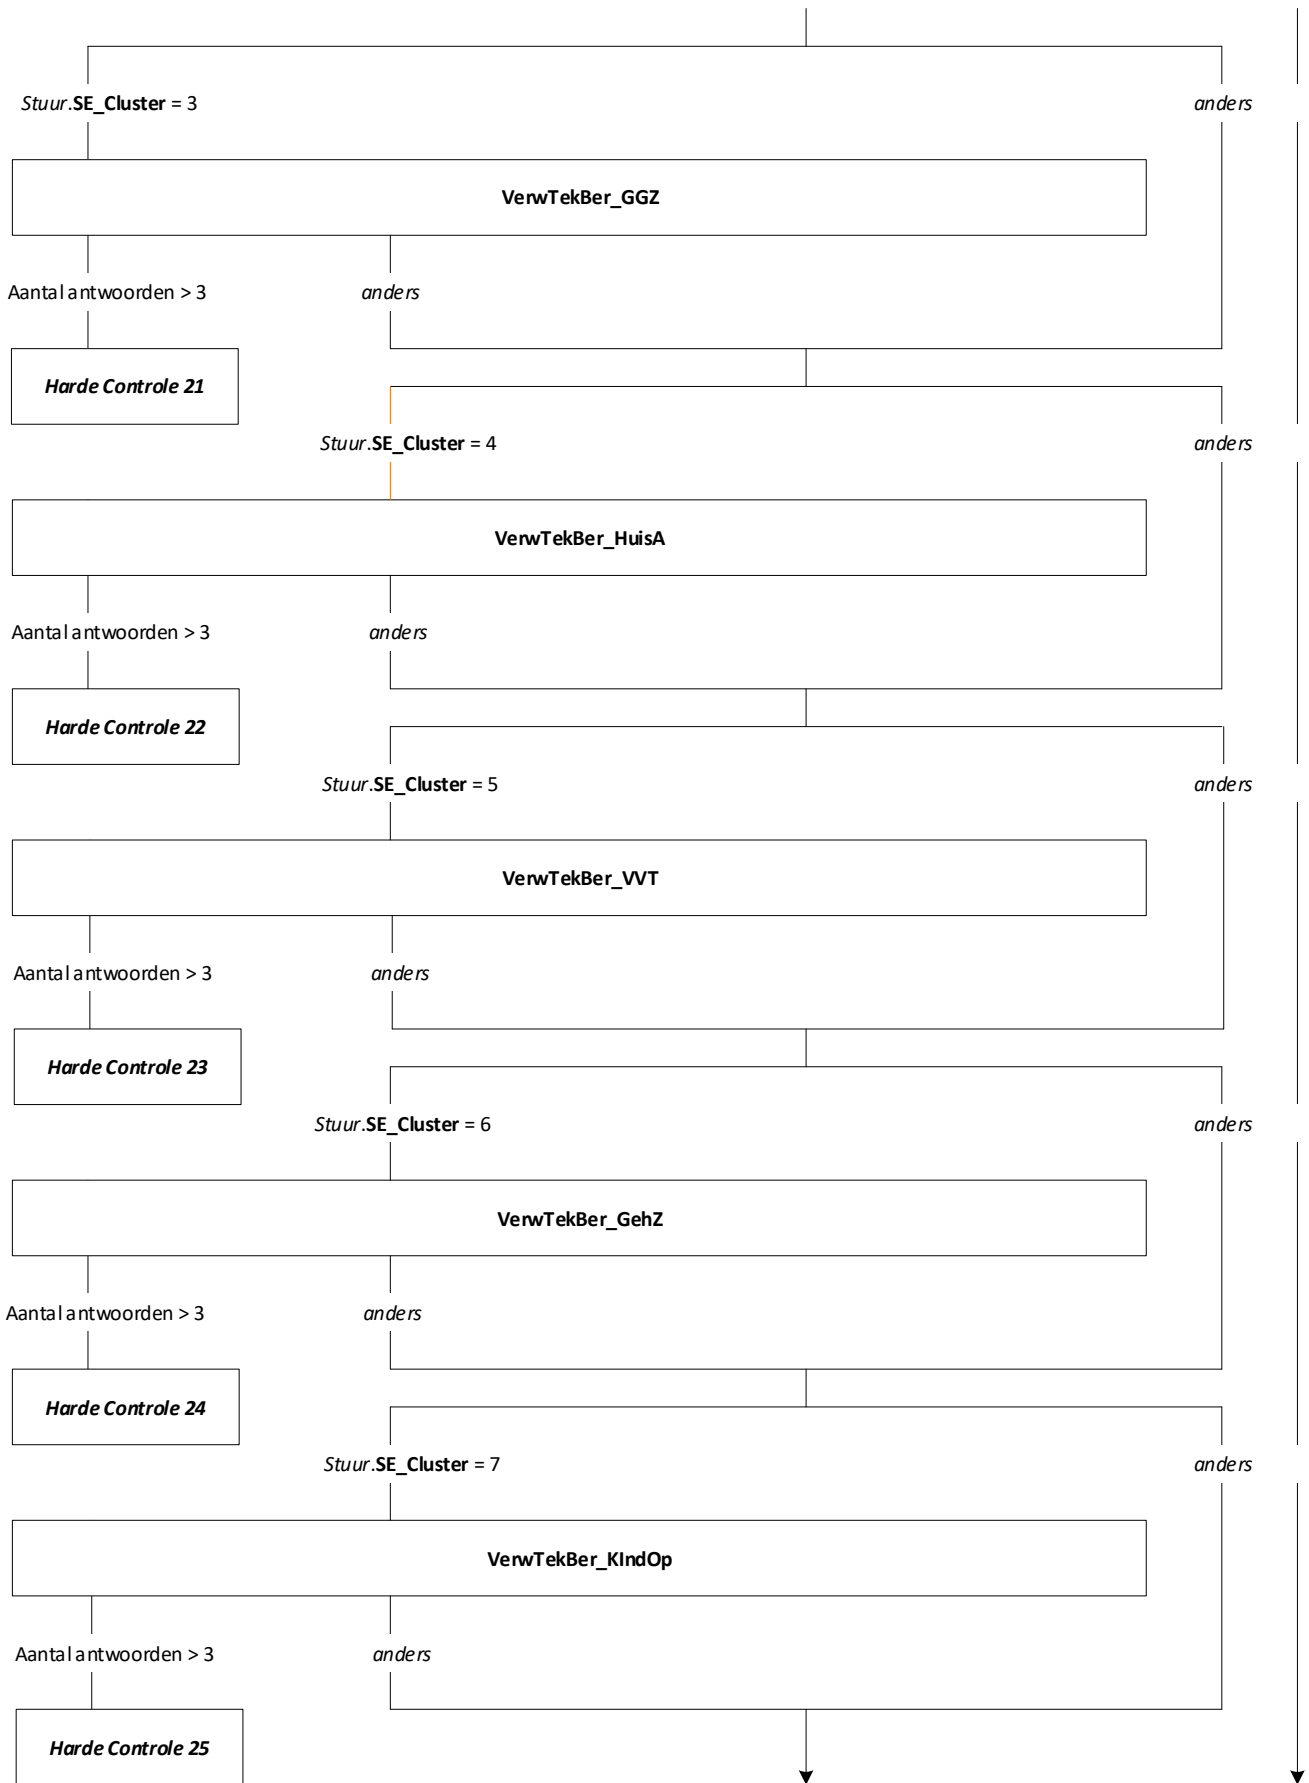 Stuur.SE_Cluster = 3
anders
VerwTekBer_GGZ
Aantal antwoorden > 3
anders
Harde Controle 21
Stuur.SE_Cluster = 4
anders
VerwTekBer_HuisA
Aantal antwoorden > 3
anders
Harde Controle 22
Stuur.SE_Cluster = 5
anders
VerwTekBer_VVT
Aantal antwoorden > 3
anders
Harde Controle 23
Stuur.SE_Cluster = 6
anders
VerwTekBer_GehZ
Aantal antwoorden > 3
anders
Harde Controle 24
Stuur.SE_Cluster = 7
anders
VerwTekBer_KIndOp
Aantal antwoorden > 3
anders
Harde Controle 25